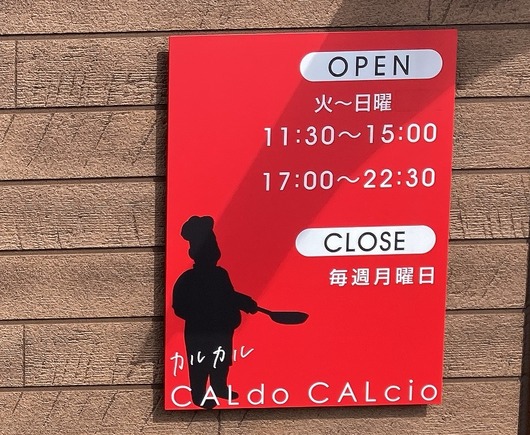 OPEN
火〜日曜
11:30〜15:00
17:00〜22:30
CLOSE
毎週月曜日
カルカル
CALdo CALcio